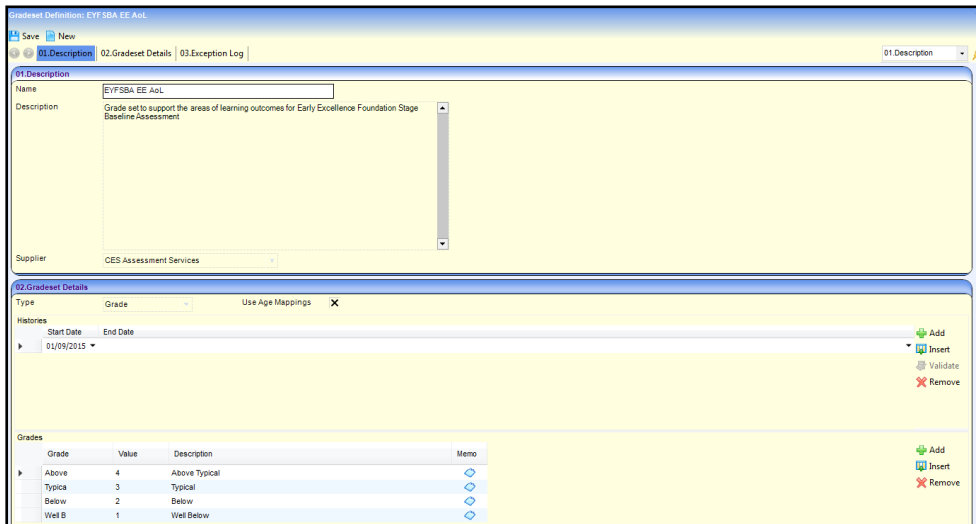 Gradeset Definition: EYFSBA EE AoL
Save New
01.Description 02.Gradeset Details 03.Exception Log 01.Description
01.Description
Name EYFSBA EE AoL
Description Grade set to support the areas of learning outcomes for Early Excellence Foundation Stage
Baseline Assessment
Supplier CES Assessment Services
02.Gradeset Details
Type Grade Use Age Mappings
Histories
Start Date End Date Add
01/09/2015 Insert
Validate
Remove
Grades
Grade Value Description Memo Add
Above 4 Above Typical Insert
Typica 3 Typical Remove
Below 2 Below
Well B 1 Well Below